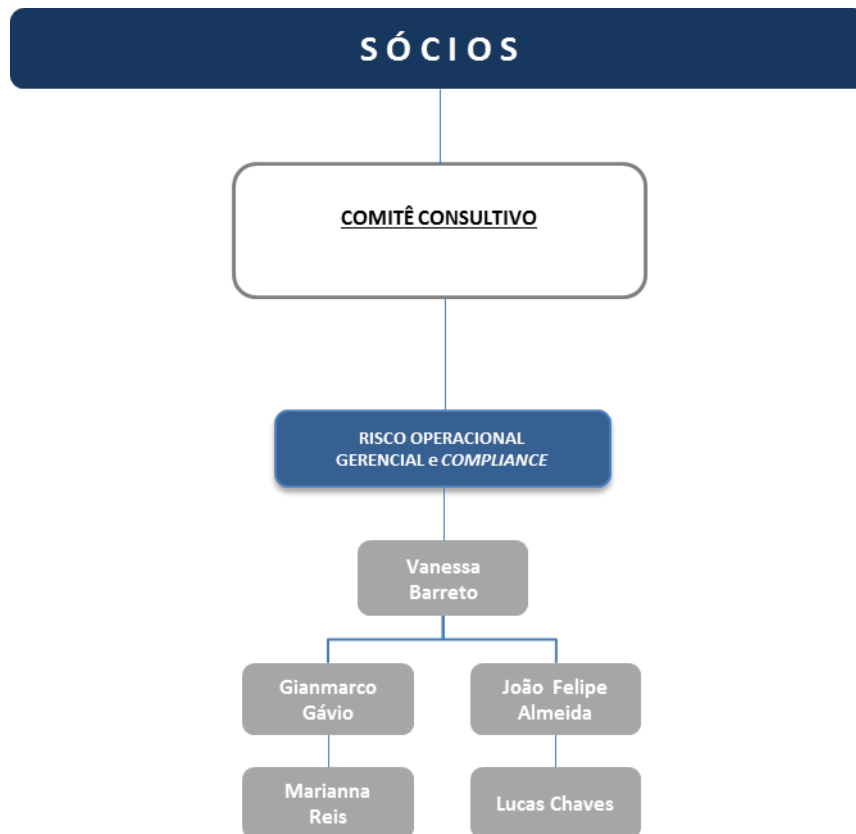 SÓCIOS
COMITÊ CONSULTIVO
RISCO OPERACIONAL
GERENCIAL e COMPLIANCE
Vanessa
Barreto
Gianmarco
Gávio
João Felipe
Almeida
Marianna
Reis
Lucas Chaves